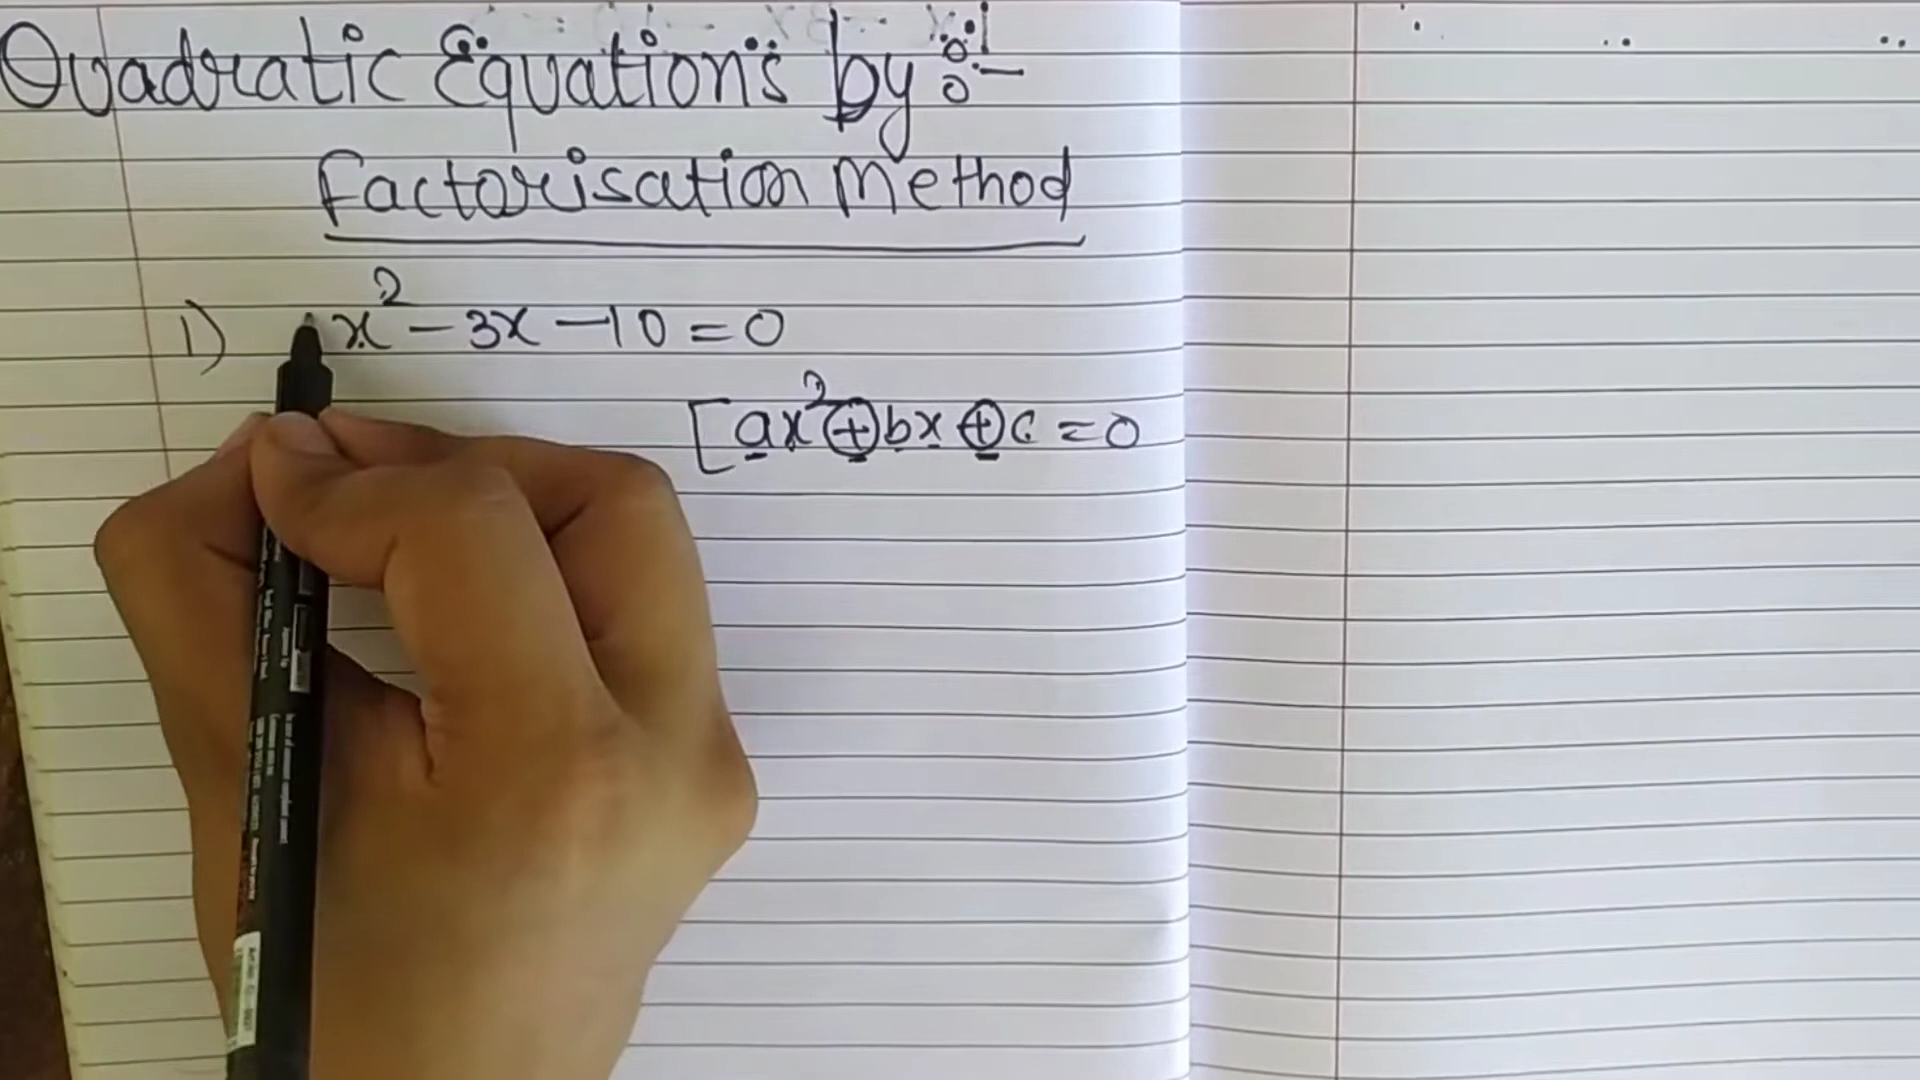 Quadratic Equations by :-
Factorisation Method
1) x² - 3x - 10 = 0
[ax² + bx + c = 0